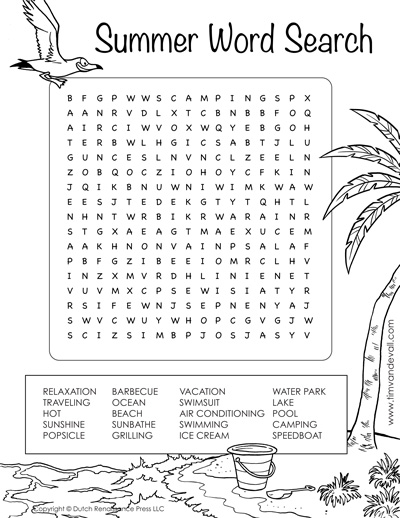 Summer Word Search
B F G P W W S C A M P I N G S P X
A A N R V D L X T C B N B B F O Q
A I R C I W V O X W Q Y E B G O H
T E R B W L H G I C S A B T J L U
G U N C E S L N V N C L Z E E L N
Z O B Q O C Z I O H O Y C F K I N
J Q I K B N U W N I W I M K W A W
E E S J T E D E K G T Y T Q H T L
N H N T W R B I K R W A R A I N R
S T G X A E A G T M A E X U C E M
A A K H N O N V A I N P S A L A F
P B F G Z I B E E I O M R C L H V
I N Z X M V R D H L I N I E N E T
V U V M X C P S E W I S I A T Y R
R S I F E W N J S E P N E N Y A J
S W V C W U Y W H O P C G V G J W
S C I Z S I M B P J O S J A S Y V
RELAXATION BARBECUE VACATION WATER PARK
TRAVELING OCEAN SWIMSUIT LAKE
HOT BEACH AIR CONDITIONING POOL
SUNSHINE SUNBATHE SWIMMING CAMPING
POPSICLE GRILLING ICE CREAM SPEEDBOAT
www.timvandevall.com
Copyright © Dutch Renaissance Press LLC